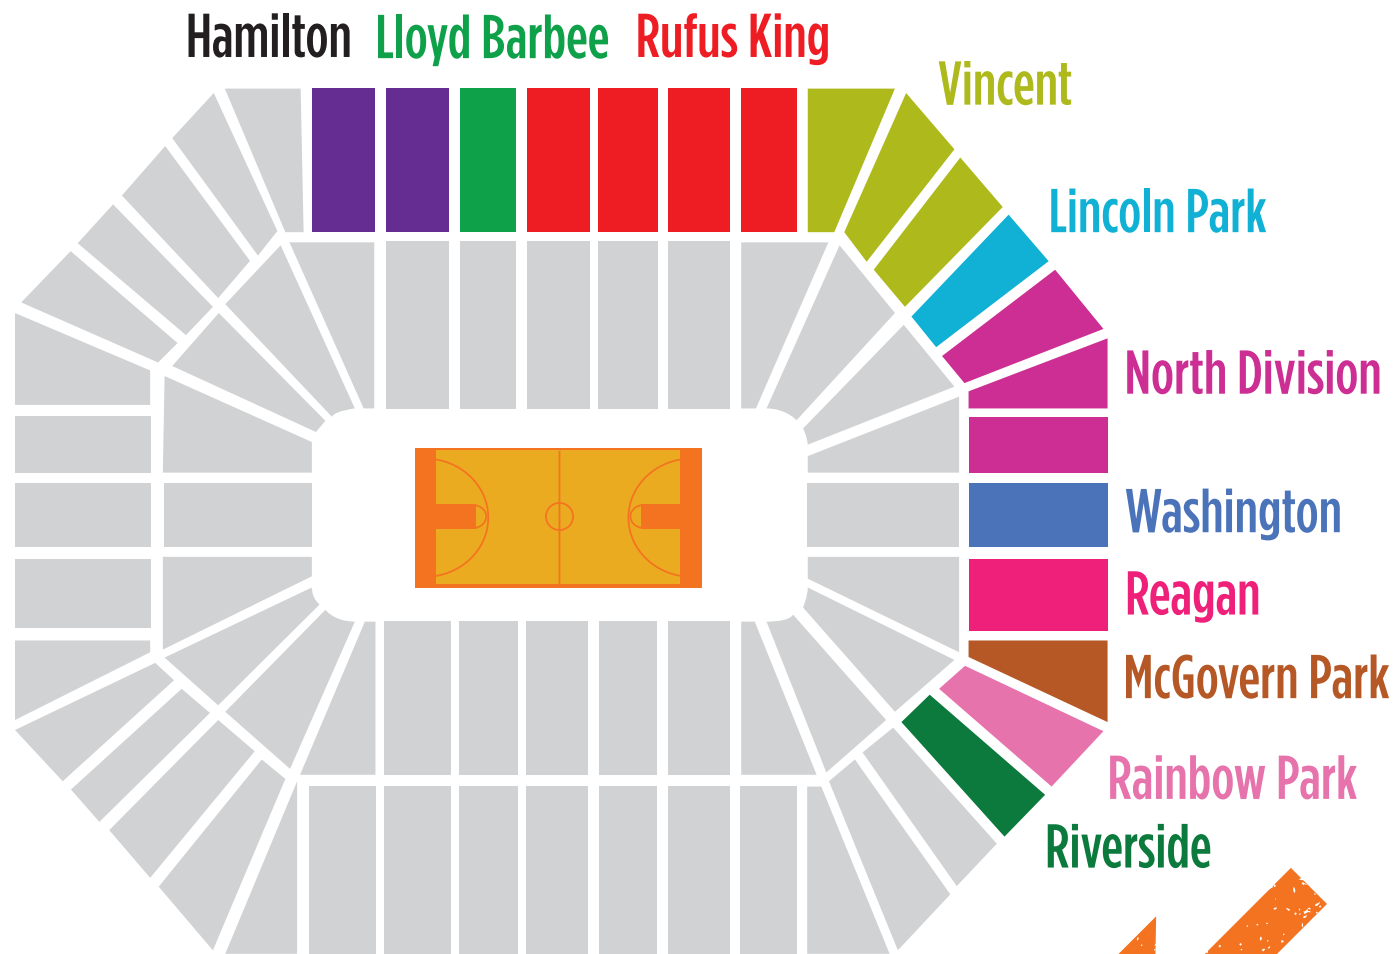 Hamilton
Lloyd Barbee
Rufus King
Vincent
Lincoln Park
North Division
Washington
Reagan
McGovern Park
Rainbow Park
Riverside